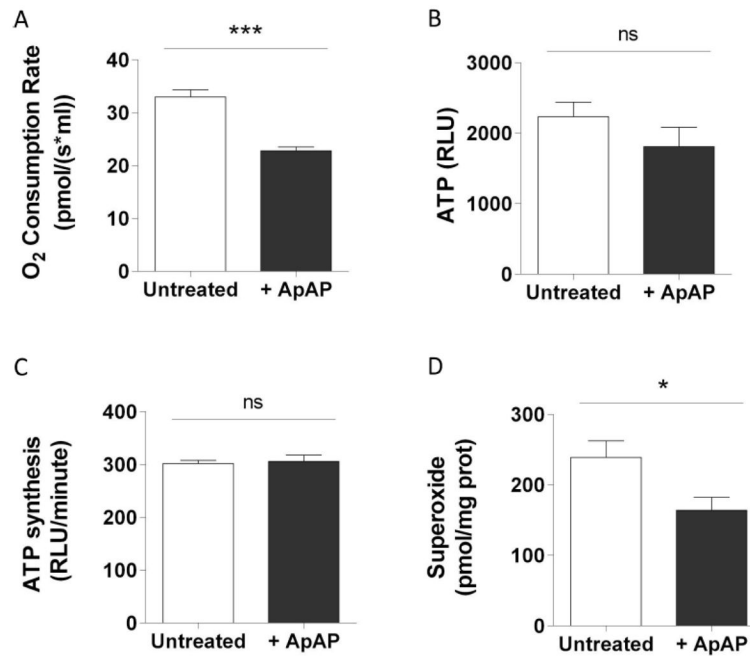 A
***
O2 Consumption Rate
(pmol/(s*ml))
40
30
20
10
0
Untreated
+ ApAP
B
ns
ATP (RLU)
3000
2000
1000
0
Untreated
+ ApAP
C
ns
ATP synthesis
(RLU/minute)
400
300
200
100
0
Untreated
+ ApAP
D
*
Superoxide
(pmol/mg prot)
300
200
100
0
Untreated
+ ApAP